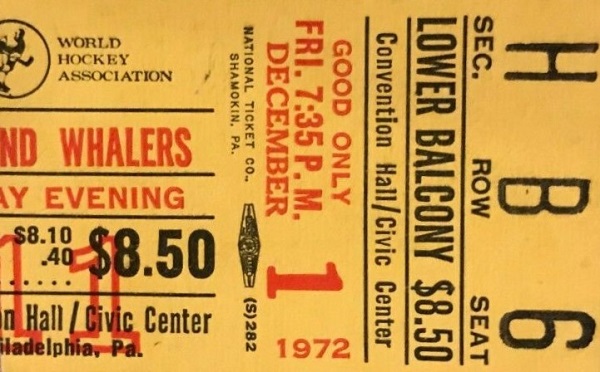 WORLD
HOCKEY
ASSOCIATION
ND WHALERS
AY EVENING
$8.10
.40
$8.50
11
on Hall / Civic Center
iladelphia, Pa.
NATIONAL TICKET CO.,
SHAMOKIN, PA.
(S)282
GOOD ONLY
FRI. 7:35 P.M.
DECEMBER
1
1972
Convention Hall/Civic Center
LOWER BALCONY $8.50
SEC. ROW SEAT
H B 6